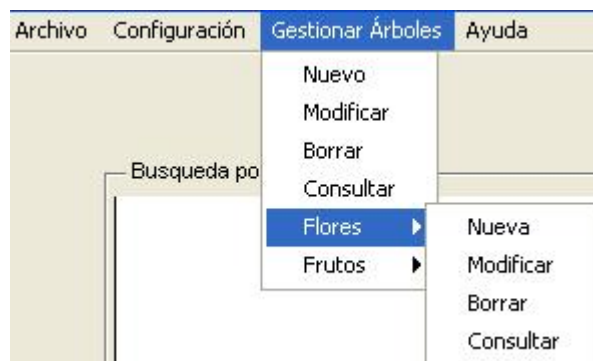 Archivo Configuración Gestionar Árboles Ayuda
Nuevo
Modificar
Borrar
Busqueda po
Consultar
Flores
Nueva
Frutos
Modificar
Borrar
Consultar